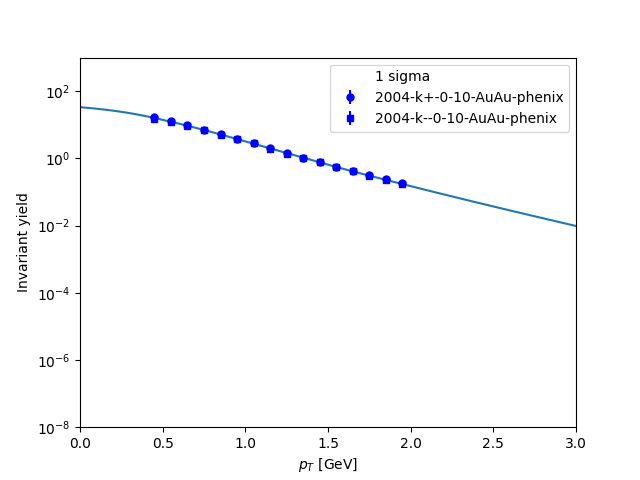 1 sigma
2004-k+-0-10-AuAu-phenix
2004-k--0-10-AuAu-phenix
Invariant yield
10^2
10^0
10^−2
10^−4
10^−6
10^−8
0.0 0.5 1.0 1.5 2.0 2.5 3.0
p_T [GeV]